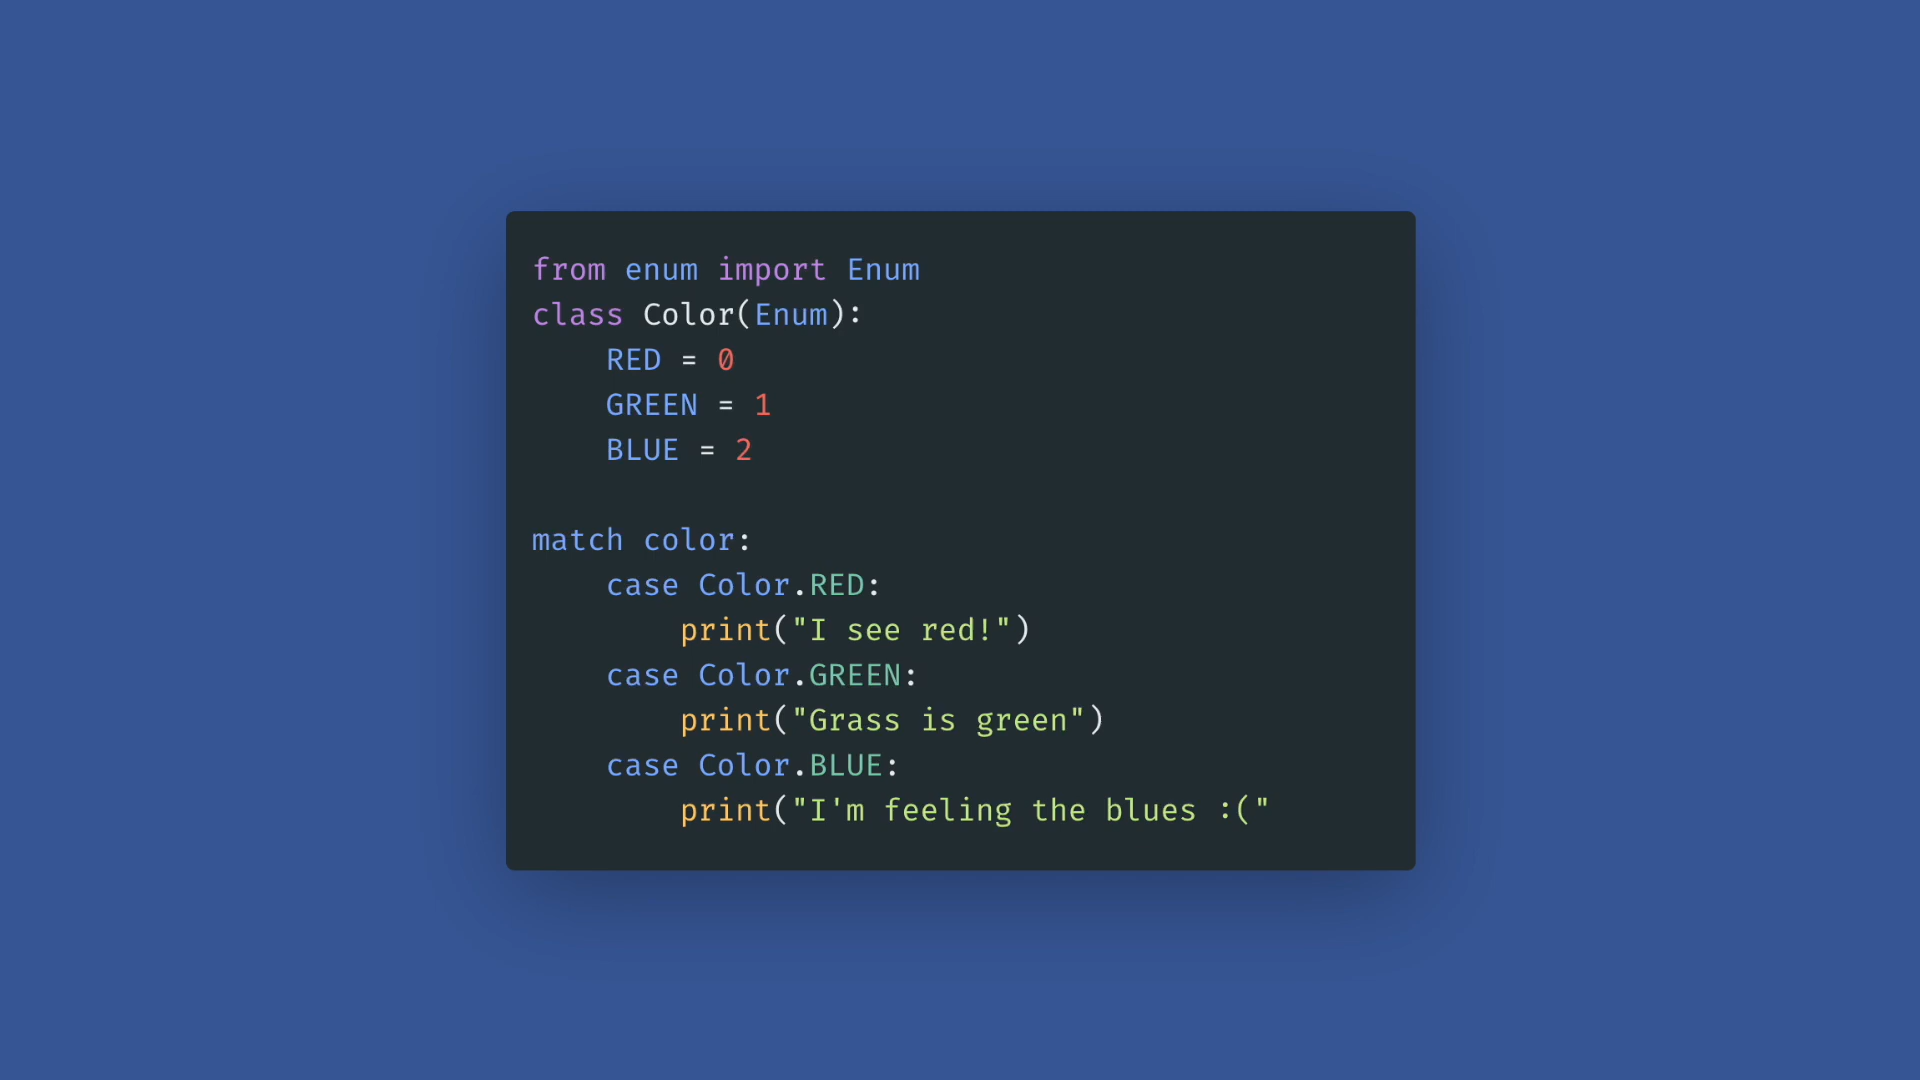 from enum import Enum
class Color(Enum):
    RED = 0
    GREEN = 1
    BLUE = 2

match color:
    case Color.RED:
        print("I see red!")
    case Color.GREEN:
        print("Grass is green")
    case Color.BLUE:
        print("I'm feeling the blues :("